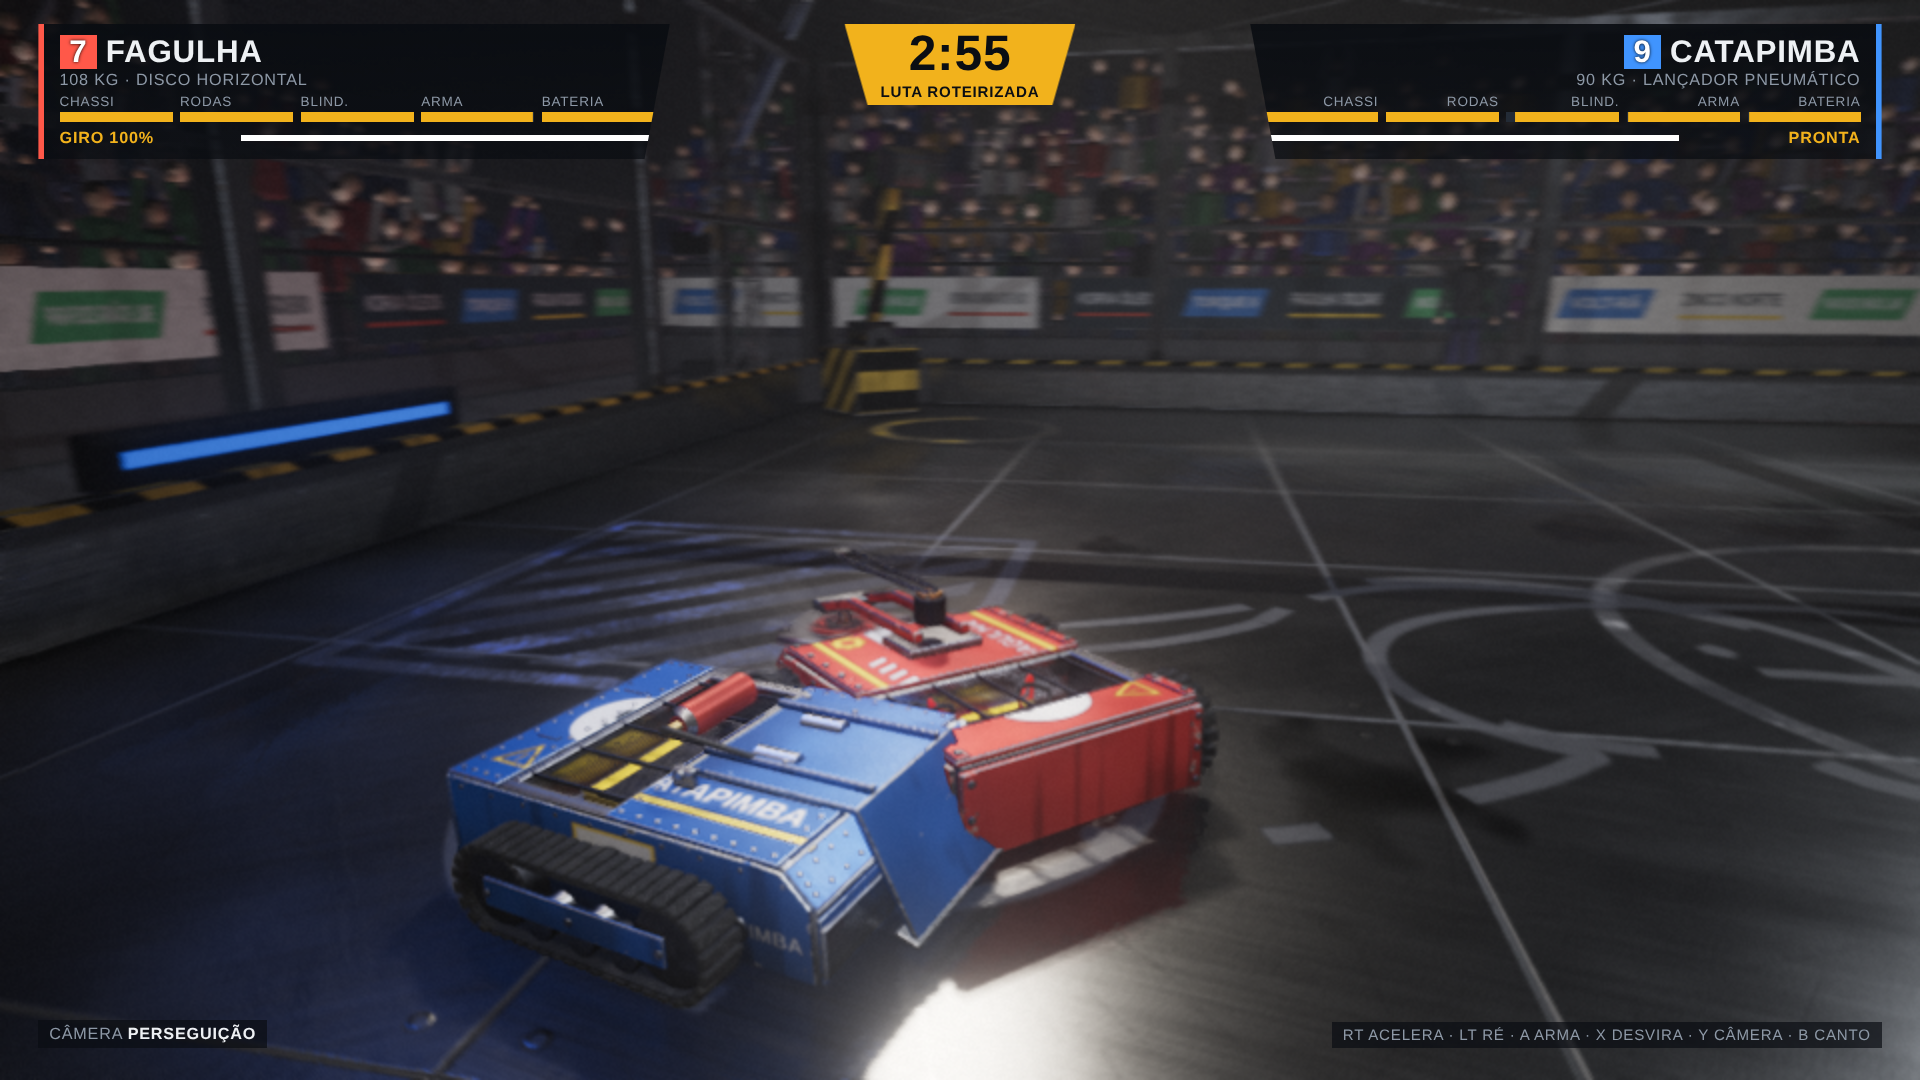 7 FAGULHA
108 KG · DISCO HORIZONTAL
CHASSI RODAS BLIND. ARMA BATERIA
GIRO 100%
2:55
LUTA ROTEIRIZADA
9 CATAPIMBA
90 KG · LANÇADOR PNEUMÁTICO
CHASSI RODAS BLIND. ARMA BATERIA
PRONTA
ATAPIMBA
IMBA
CÂMERA PERSEGUIÇÃO
RT ACELERA · LT RÉ · A ARMA · X DESVIRA · Y CÂMERA · B CANTO